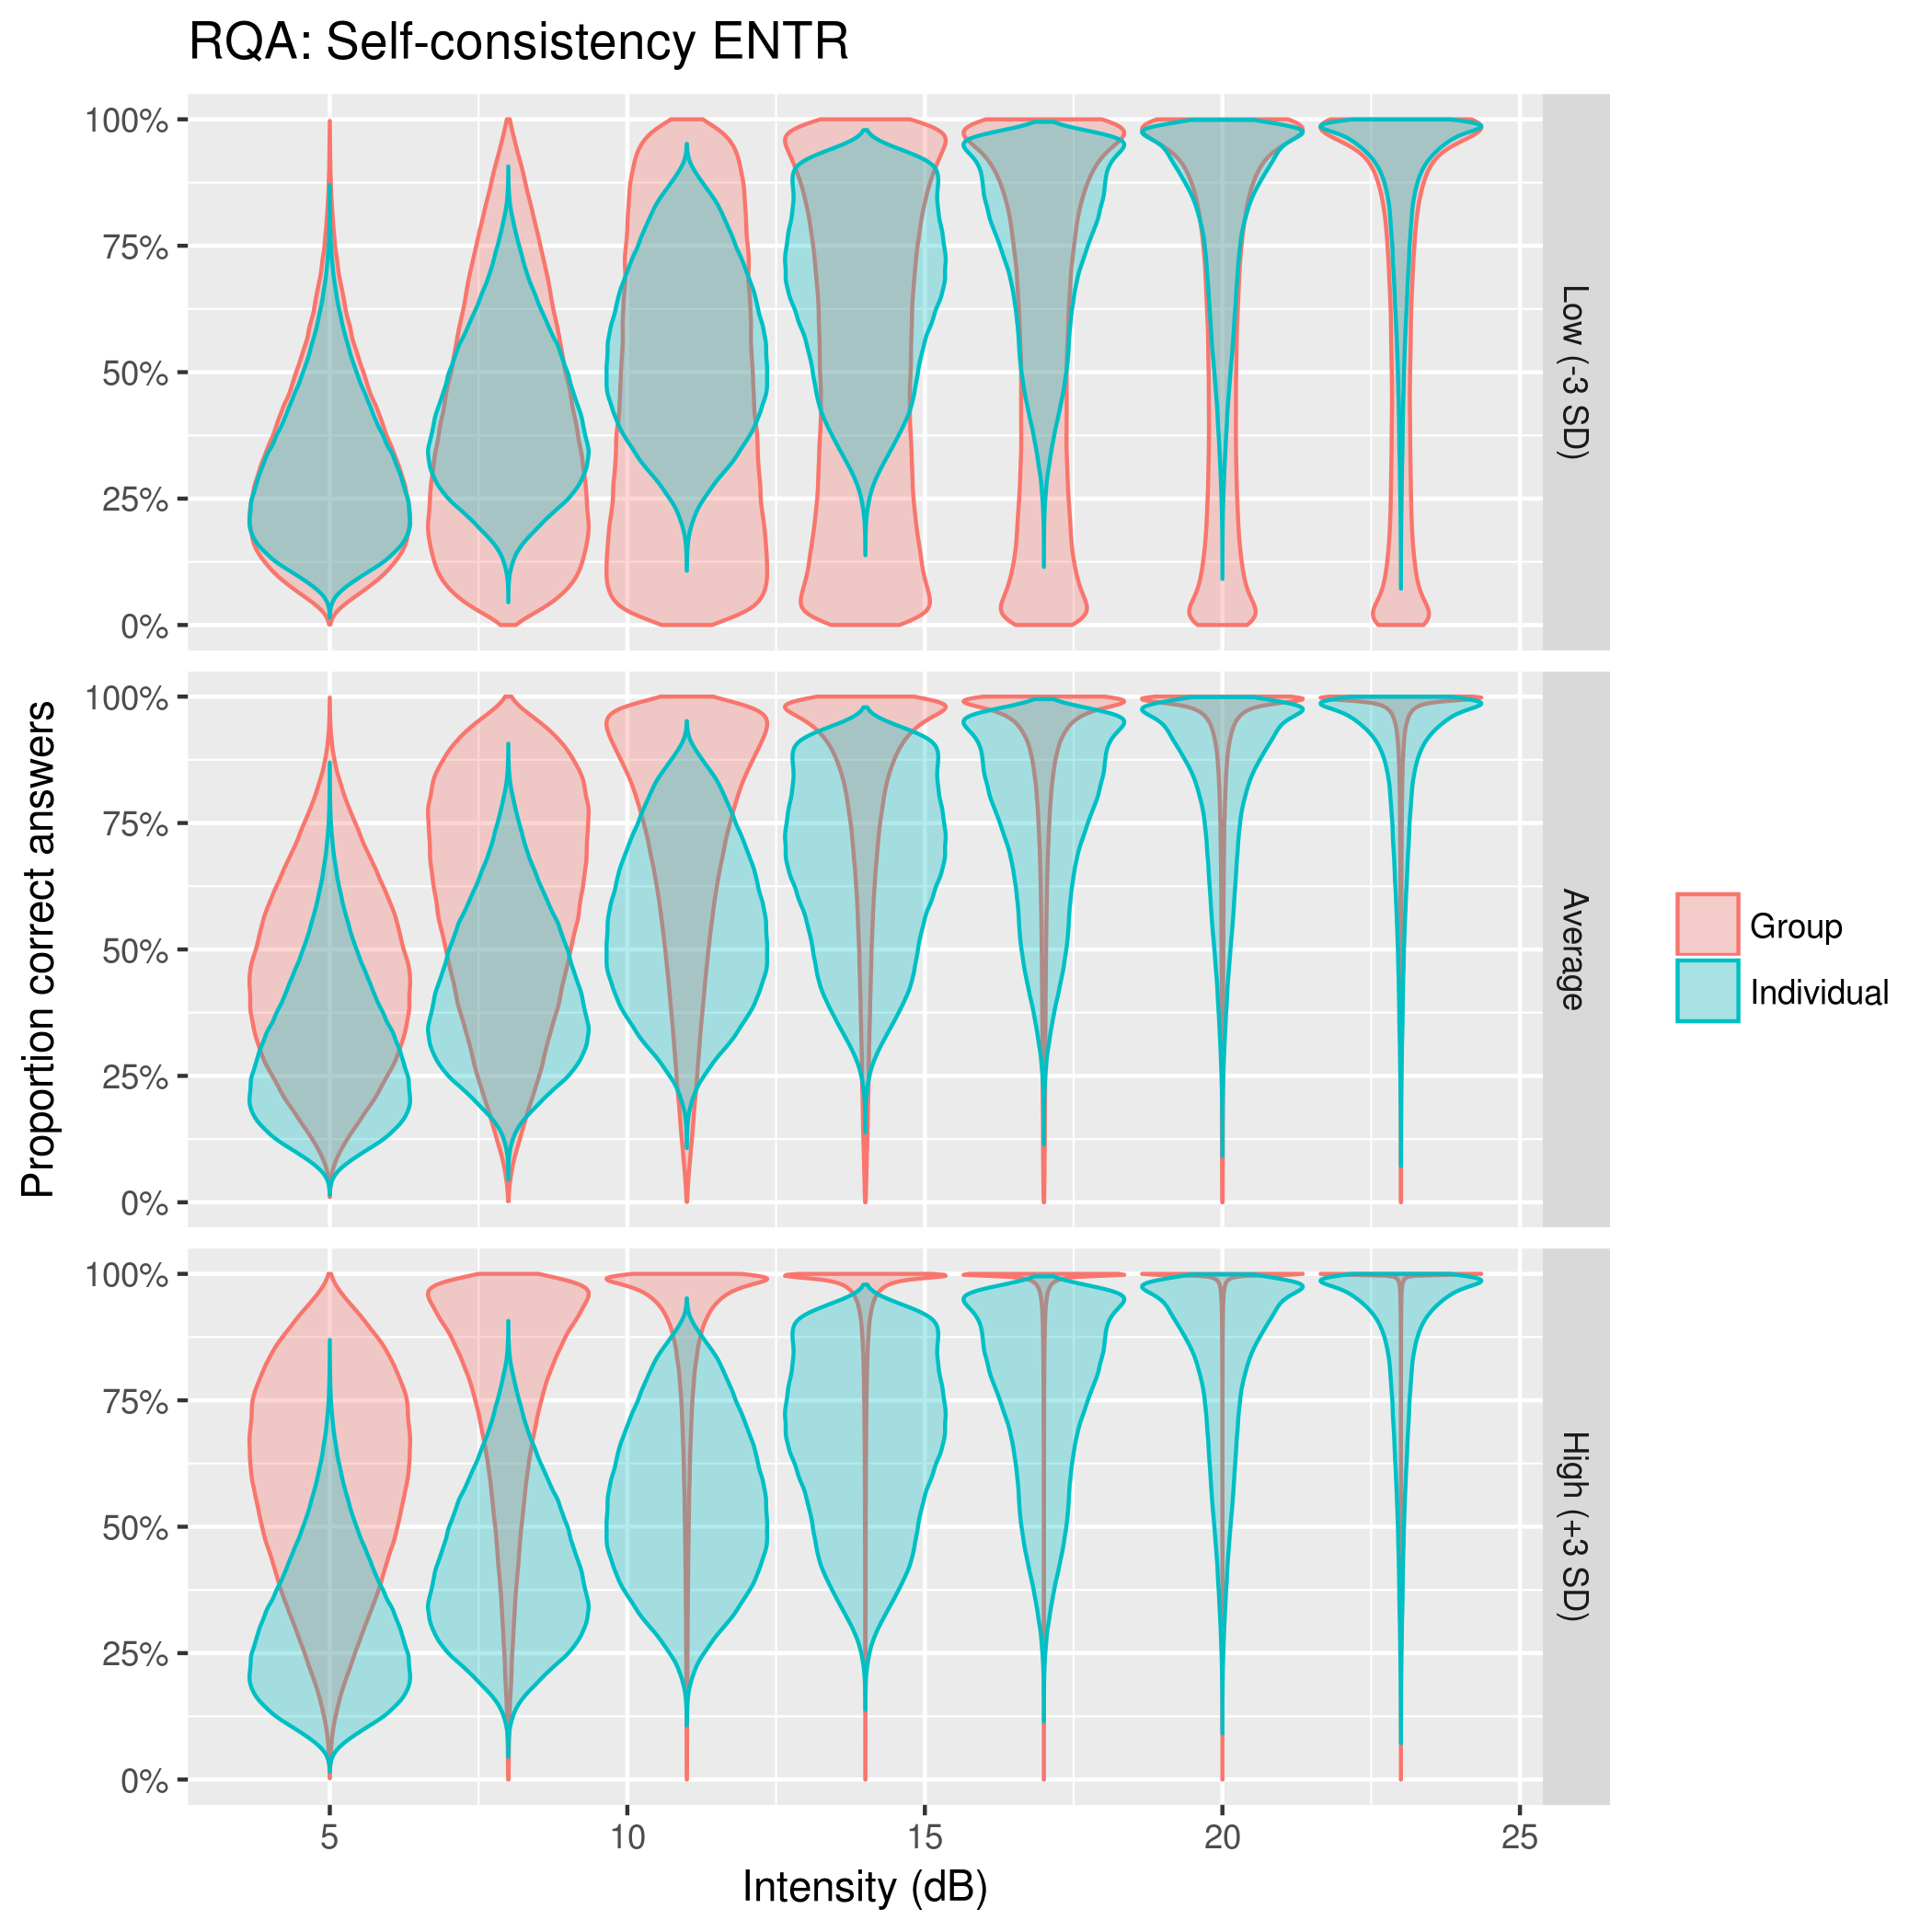 RQA: Self-consistency ENTR
100%
75%
50%
25%
0%
Low (-3 SD)
100%
75%
50%
25%
0%
Average
100%
75%
50%
25%
0%
High (+3 SD)
Proportion correct answers
5 10 15 20 25
Intensity (dB)
Group
Individual